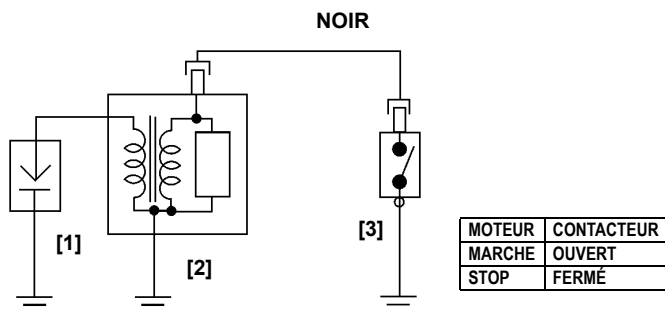 NOIR
[1]
[2]
[3]
MOTEUR CONTACTEUR
MARCHE OUVERT
STOP FERMÉ